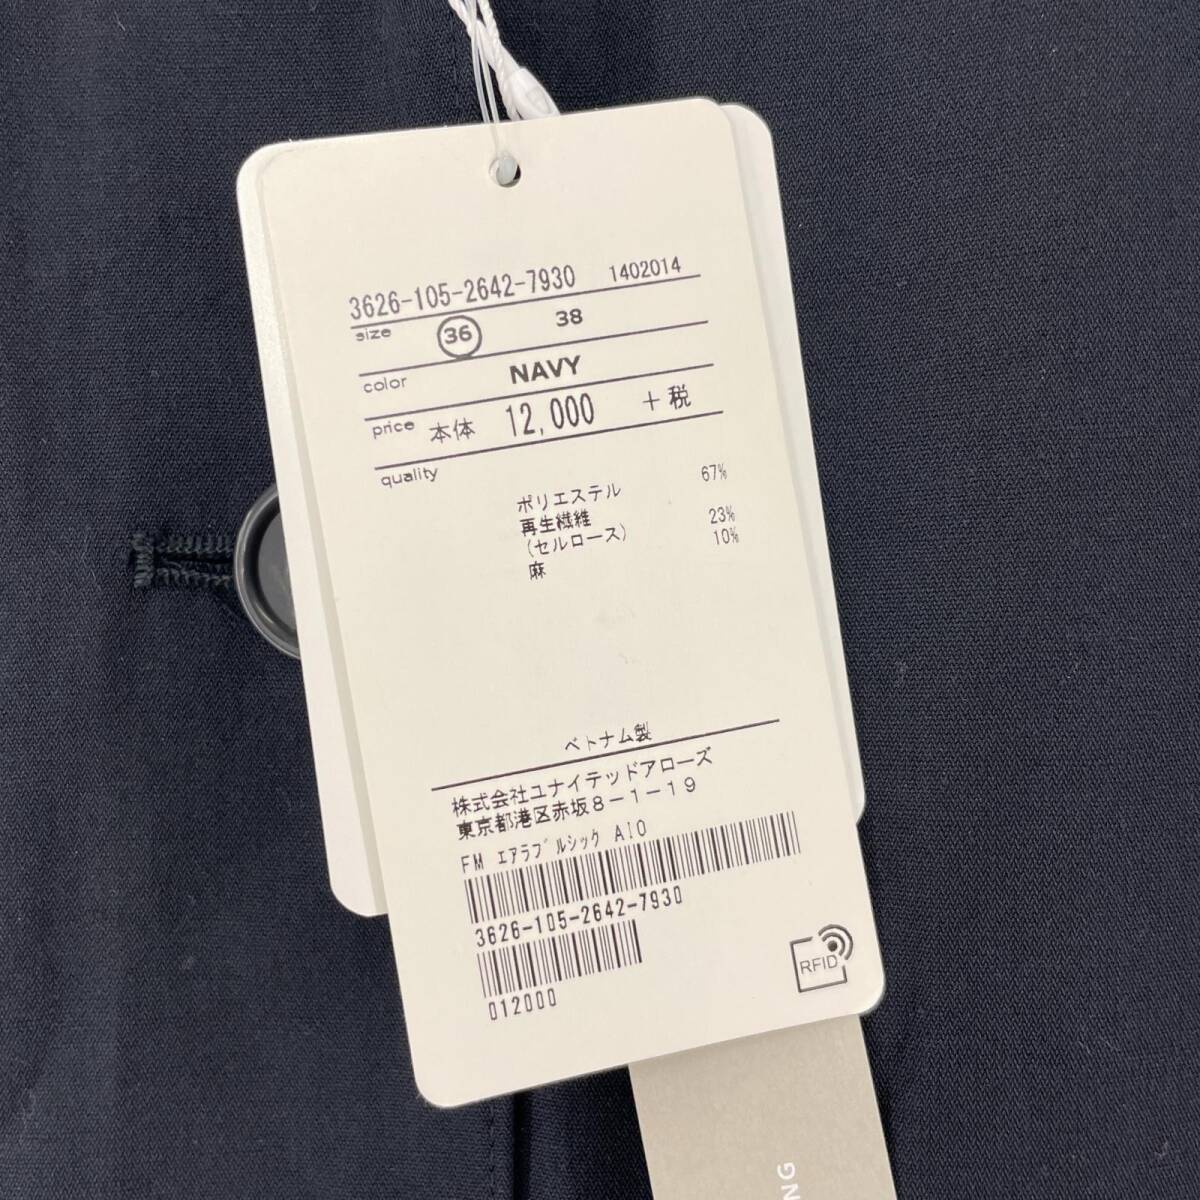 3626-105-2642-7930 1402014
size 36 38
color NAVY
price 本体 12,000 +税
quality
ポリエステル 67%
再生繊維 23%
(セルロース) 10%
麻
ベトナム製
株式会社ユナイテッドアローズ
東京都港区赤坂8-1-19
FM エアラブルシック AIO
3626-105-2642-7930
012000
RFID